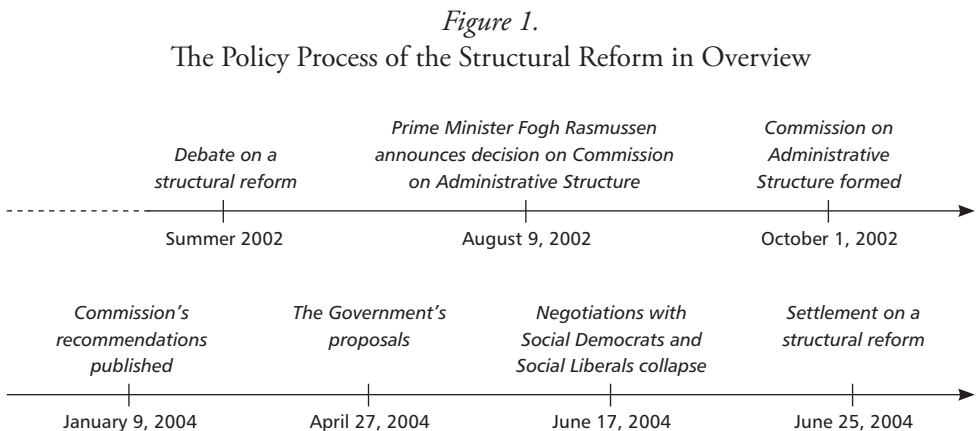 Figure 1.
The Policy Process of the Structural Reform in Overview
Debate on a
structural reform
Prime Minister Fogh Rasmussen
announces decision on Commission
on Administrative Structure
Commission on
Administrative
Structure formed
Summer 2002
August 9, 2002
October 1, 2002
Commission's
recommendations
published
The Government's
proposals
Negotiations with
Social Democrats and
Social Liberals collapse
Settlement on a
structural reform
January 9, 2004
April 27, 2004
June 17, 2004
June 25, 2004